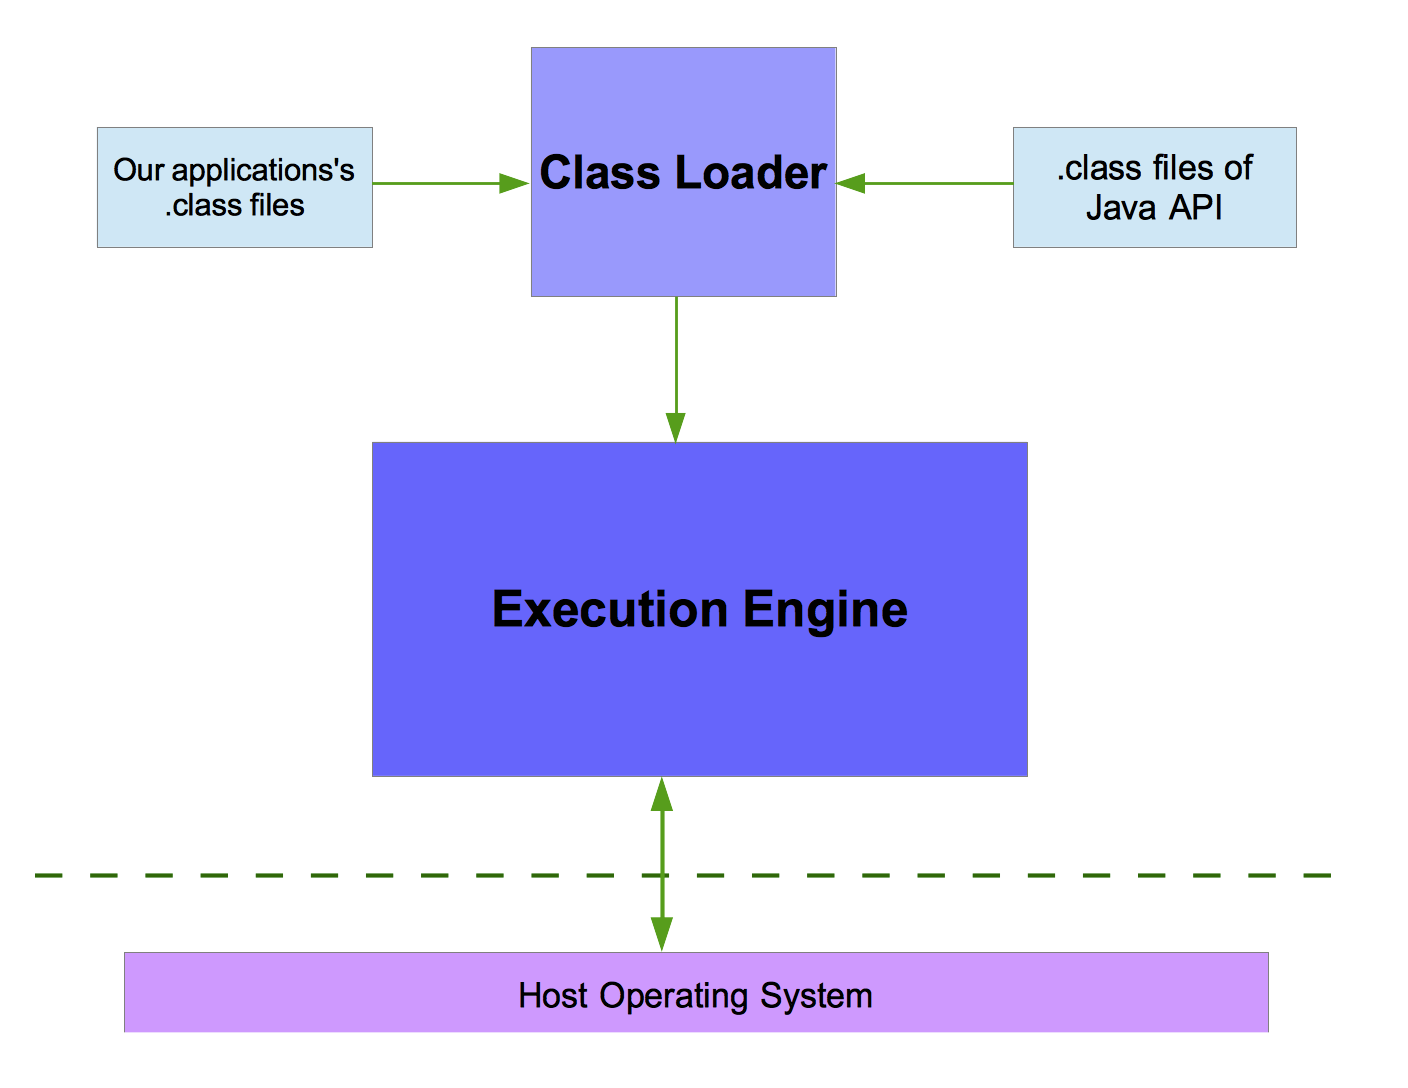 Class Loader
Our applications's
.class files
.class files of
Java API
Execution Engine
Host Operating System